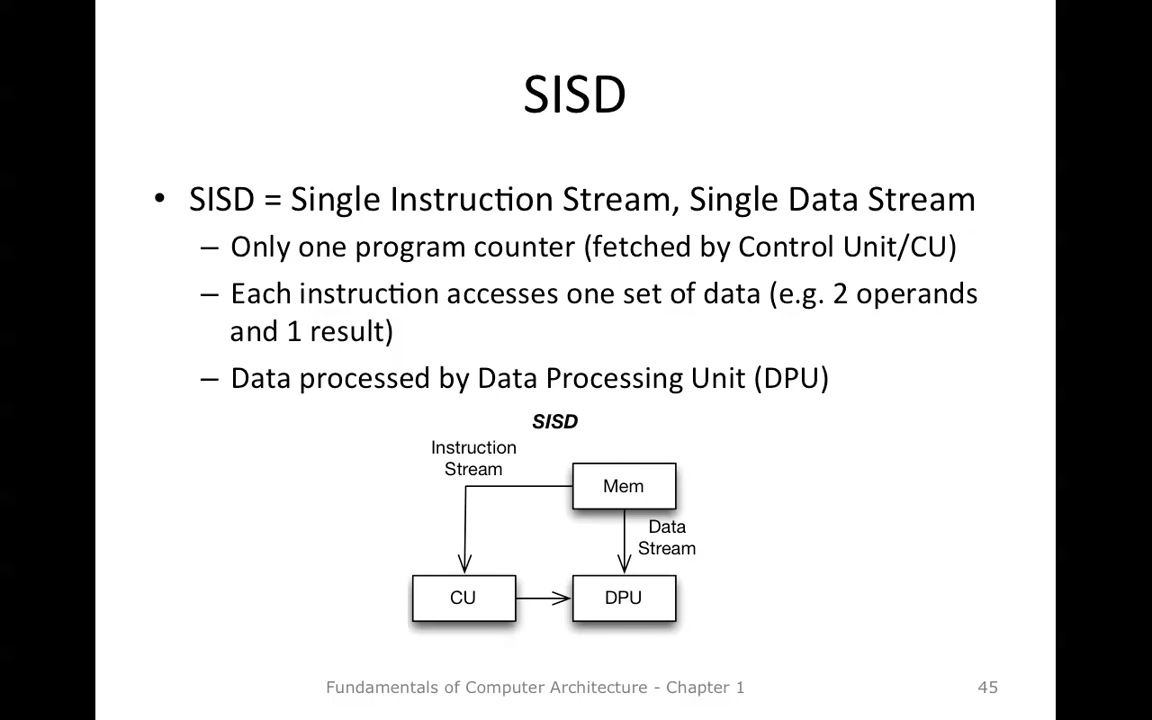 SISD
• SISD = Single Instruction Stream, Single Data Stream
– Only one program counter (fetched by Control Unit/CU)
– Each instruction accesses one set of data (e.g. 2 operands
and 1 result)
– Data processed by Data Processing Unit (DPU)
SISD
Instruction
Stream
Mem
Data
Stream
CU
DPU
Fundamentals of Computer Architecture - Chapter 1
45